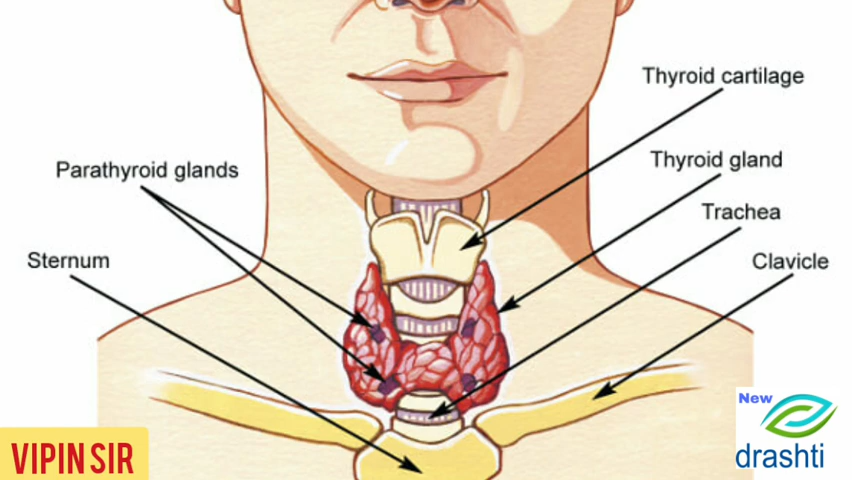 Thyroid cartilage
Parathyroid glands
Thyroid gland
Trachea
Sternum
Clavicle
New
drashti
VIPIN SIR